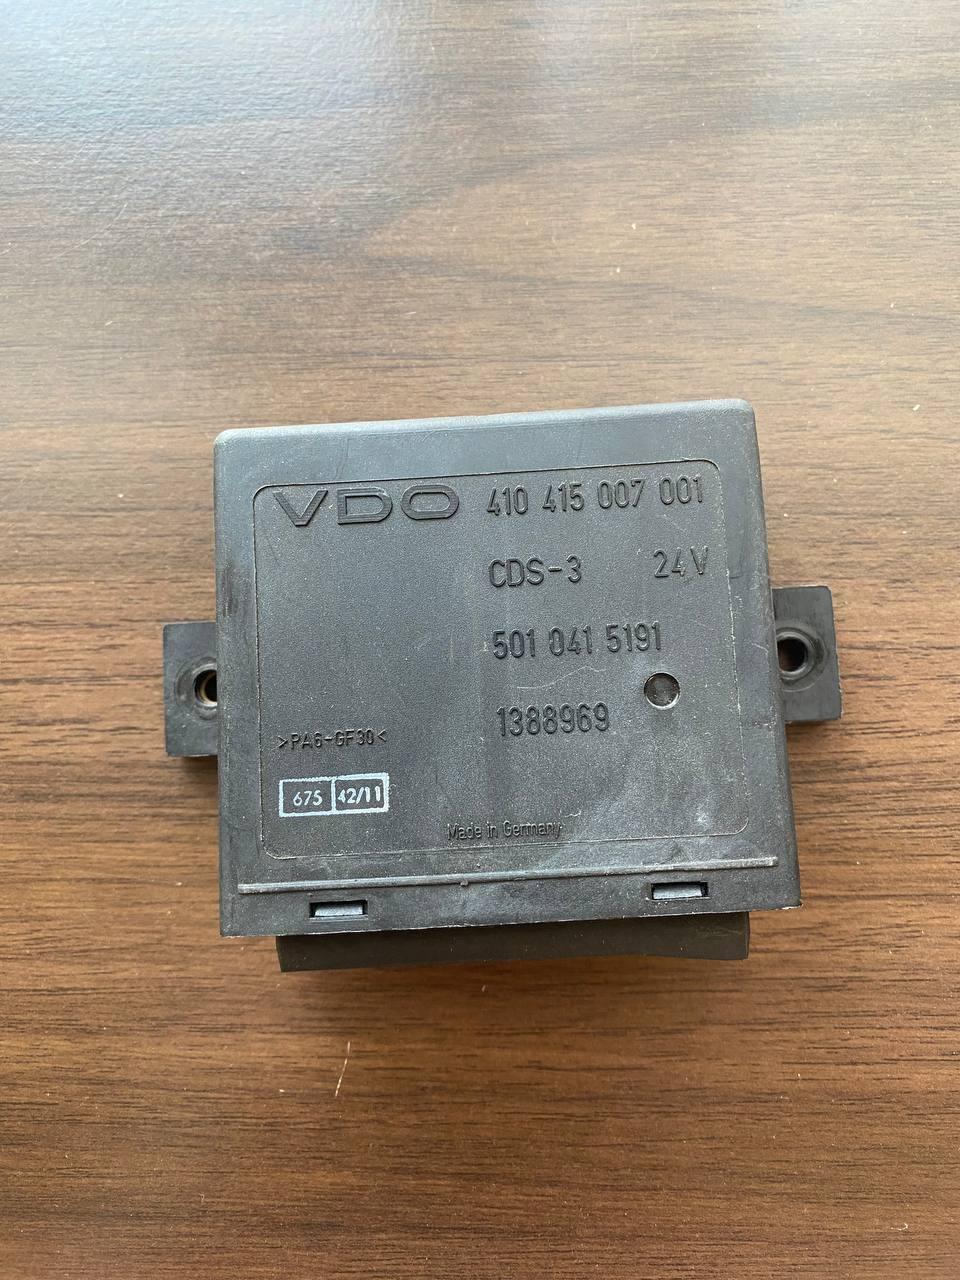 VDO 410 415 007 001
CDS-3 24V
501 041 5191
1388969
>PA6-GF30<
675 42/11
Made in Germany